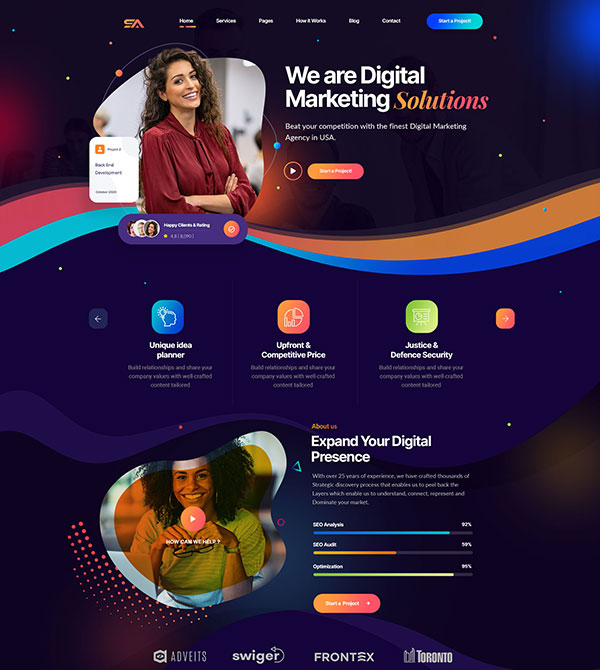 SA
Home Services Pages How it Works Blog Contact Start a Project!
We are Digital
Marketing Solutions
Beat your competition with the finest Digital Marketing
Agency in USA.
Start a Project!
Project 2
Back End
Development
October 2020
Happy Clients & Rating
Unique idea
planner
Build relationships and share your
company values with well-crafted
content tailored
Upfront &
Competitive Price
Build relationships and share your
company values with well-crafted
content tailored
Justice &
Defence Security
Build relationships and share your
company values with well-crafted
content tailored
HOW CAN WE HELP ?
About us
Expand Your Digital
Presence
With over 25 years of experience, we have crafted thousands of
Strategic discovery process that enables us to peel back the
Layers which enable us to understand, connect, represent and
Dominate your market.
SEO Analysis 92%
SEO Audit 59%
Optimization 95%
Start a Project
ADVEITS swiger FRONTEX TORONTO